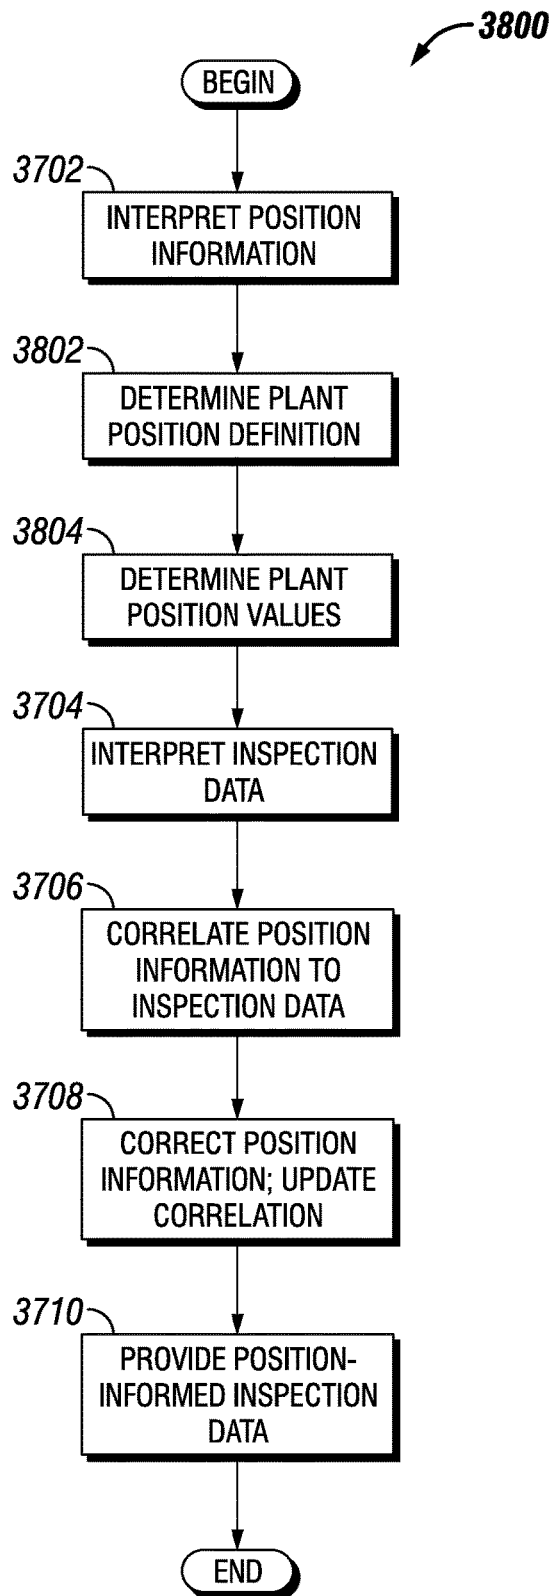 3800
BEGIN
3702
INTERPRET POSITION
INFORMATION
3802
DETERMINE PLANT
POSITION DEFINITION
3804
DETERMINE PLANT
POSITION VALUES
3704
INTERPRET INSPECTION
DATA
3706
CORRELATE POSITION
INFORMATION TO
INSPECTION DATA
3708
CORRECT POSITION
INFORMATION; UPDATE
CORRELATION
3710
PROVIDE POSITION-
INFORMED INSPECTION
DATA
END